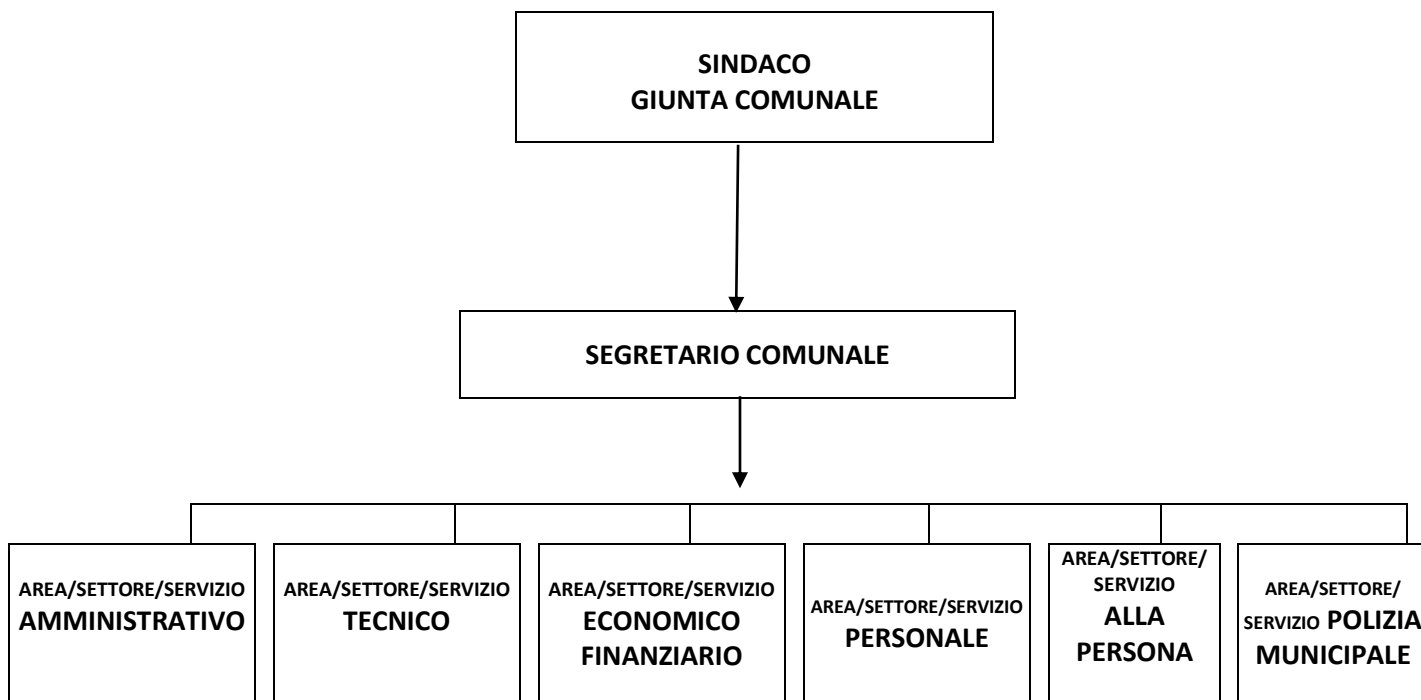 SINDACO
GIUNTA COMUNALE
SEGRETARIO COMUNALE
AREA/SETTORE/SERVIZIO
AMMINISTRATIVO
AREA/SETTORE/SERVIZIO
TECNICO
AREA/SETTORE/SERVIZIO
ECONOMICO
FINANZIARIO
AREA/SETTORE/SERVIZIO
PERSONALE
AREA/SETTORE/
SERVIZIO
ALLA
PERSONA
AREA/SETTORE/
SERVIZIO POLIZIA
MUNICIPALE